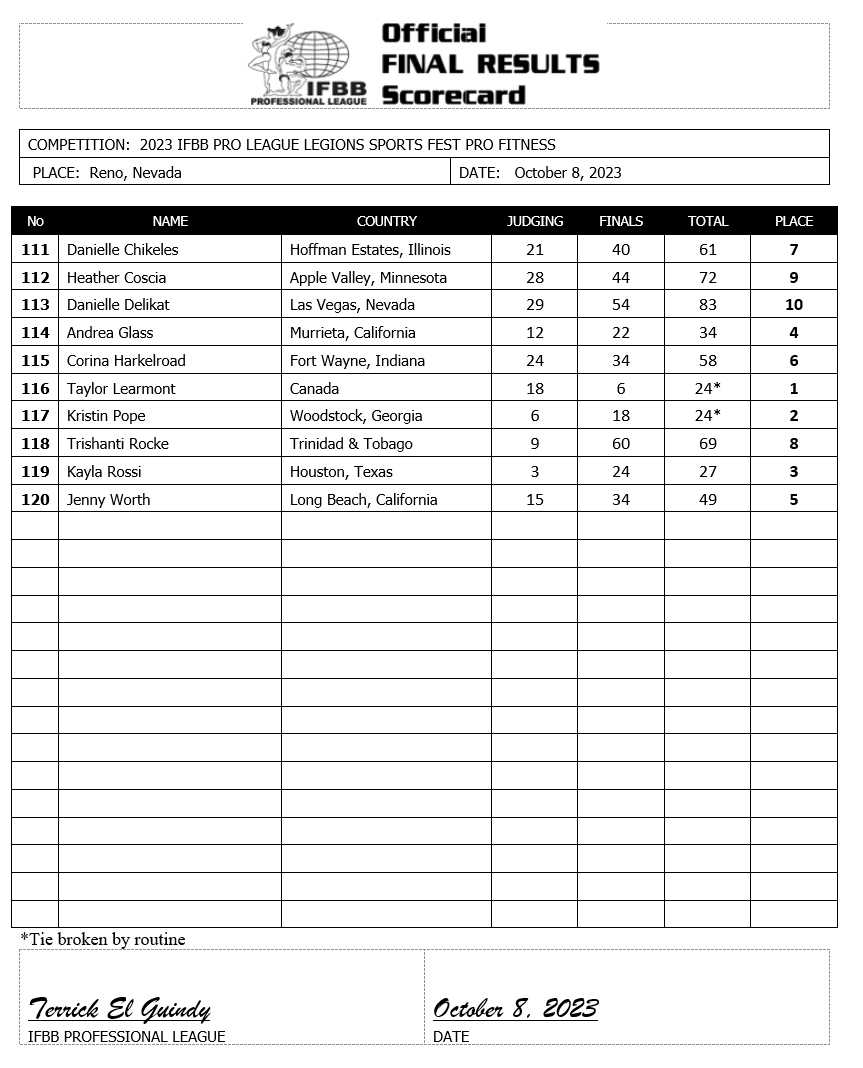 Official
FINAL RESULTS
Scorecard
IFBB
PROFESSIONAL LEAGUE
COMPETITION: 2023 IFBB PRO LEAGUE LEGIONS SPORTS FEST PRO FITNESS
PLACE: Reno, Nevada DATE: October 8, 2023
No NAME COUNTRY JUDGING FINALS TOTAL PLACE
111 Danielle Chikeles Hoffman Estates, Illinois 21 40 61 7
112 Heather Coscia Apple Valley, Minnesota 28 44 72 9
113 Danielle Delikat Las Vegas, Nevada 29 54 83 10
114 Andrea Glass Murrieta, California 12 22 34 4
115 Corina Harkelroad Fort Wayne, Indiana 24 34 58 6
116 Taylor Learmont Canada 18 6 24* 1
117 Kristin Pope Woodstock, Georgia 6 18 24* 2
118 Trishanti Rocke Trinidad & Tobago 9 60 69 8
119 Kayla Rossi Houston, Texas 3 24 27 3
120 Jenny Worth Long Beach, California 15 34 49 5
*Tie broken by routine
Terrick El Guindy October 8, 2023
IFBB PROFESSIONAL LEAGUE DATE